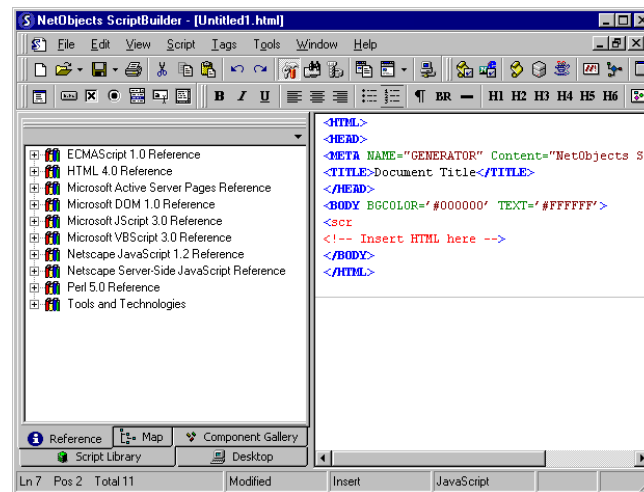 NetObjects ScriptBuilder - [Untitled1.html]
File Edit View Script Tags Tools Window Help
B I U ¶ BR H1 H2 H3 H4 H5 H6
ECMAScript 1.0 Reference
HTML 4.0 Reference
Microsoft Active Server Pages Reference
Microsoft DOM 1.0 Reference
Microsoft JScript 3.0 Reference
Microsoft VBScript 3.0 Reference
Netscape JavaScript 1.2 Reference
Netscape Server-Side JavaScript Reference
Perl 5.0 Reference
Tools and Technologies
Reference Map Component Gallery
Script Library Desktop
<HTML>
<HEAD>
<META NAME="GENERATOR" Content="NetObjects S
<TITLE>Document Title</TITLE>
</HEAD>
<BODY BGCOLOR='#000000' TEXT='#FFFFFF'>
<scr
<!-- Insert HTML here -->
</BODY>
</HTML>
Ln 7 Pos 2 Total 11 Modified Insert JavaScript